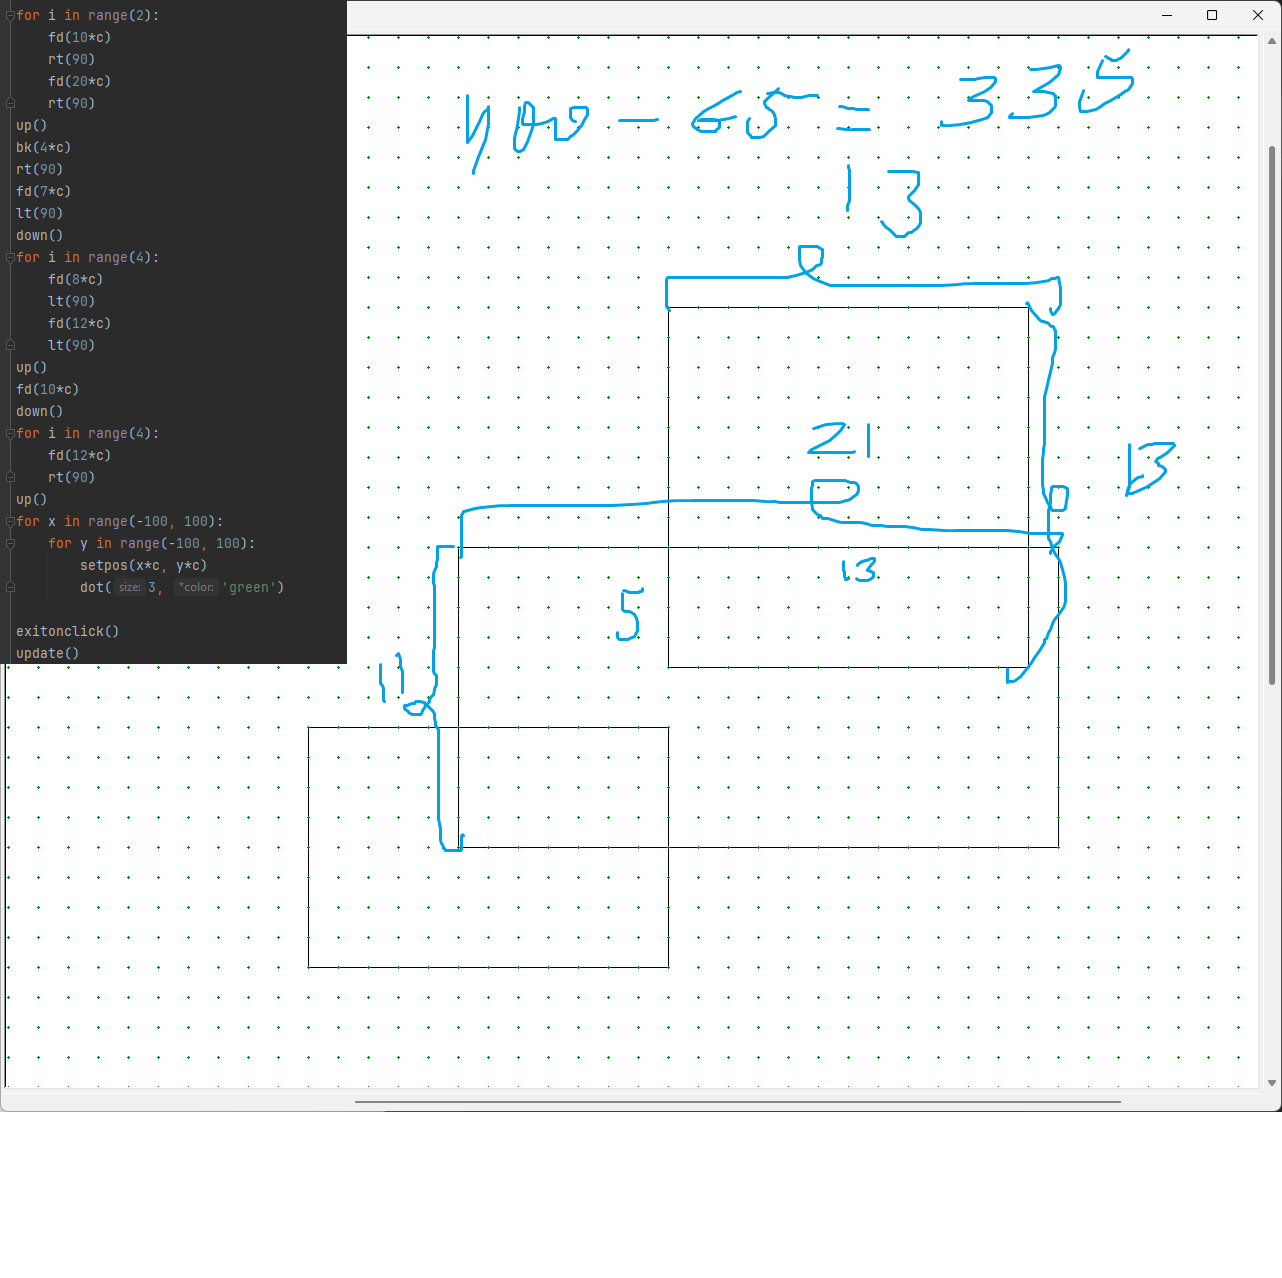 for i in range(2):
fd(10*c)
rt(90)
fd(20*c)
rt(90)
up()
bk(4*c)
rt(90)
fd(7*c)
lt(90)
down()
for i in range(4):
fd(8*c)
lt(90)
fd(12*c)
lt(90)
up()
fd(10*c)
down()
for i in range(4):
fd(12*c)
rt(90)
up()
for x in range(-100, 100):
for y in range(-100, 100):
setpos(x*c, y*c)
dot( size: 3, *color: 'green')
exitonclick()
update()
400 - 65 = 335
13
21
13
13
5
11